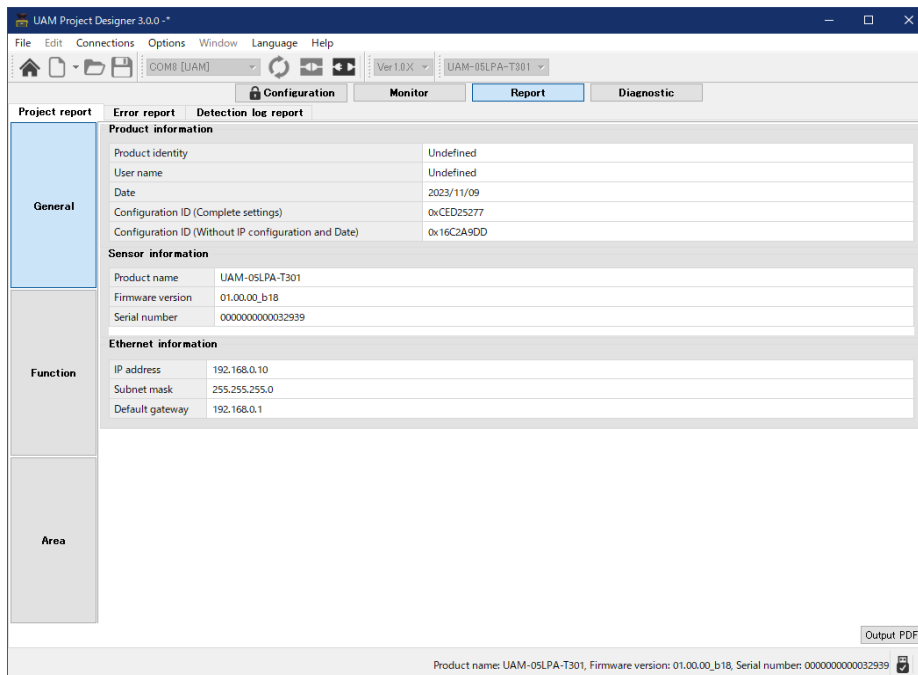 UAM Project Designer 3.0.0 -*
File Edit Connections Options Window Language Help
COM8 [UAM] Ver1.0X UAM-05LPA-T301
Configuration Monitor Report Diagnostic
Project report Error report Detection log report
General
Function
Area
Product information
Product identity Undefined
User name Undefined
Date 2023/11/09
Configuration ID (Complete settings) 0xCED25277
Configuration ID (Without IP configuration and Date) 0x16C2A9DD
Sensor information
Product name UAM-05LPA-T301
Firmware version 01.00.00_b18
Serial number 0000000000032939
Ethernet information
IP address 192.168.0.10
Subnet mask 255.255.255.0
Default gateway 192.168.0.1
Output PDF
Product name: UAM-05LPA-T301, Firmware version: 01.00.00_b18, Serial number: 0000000000032939